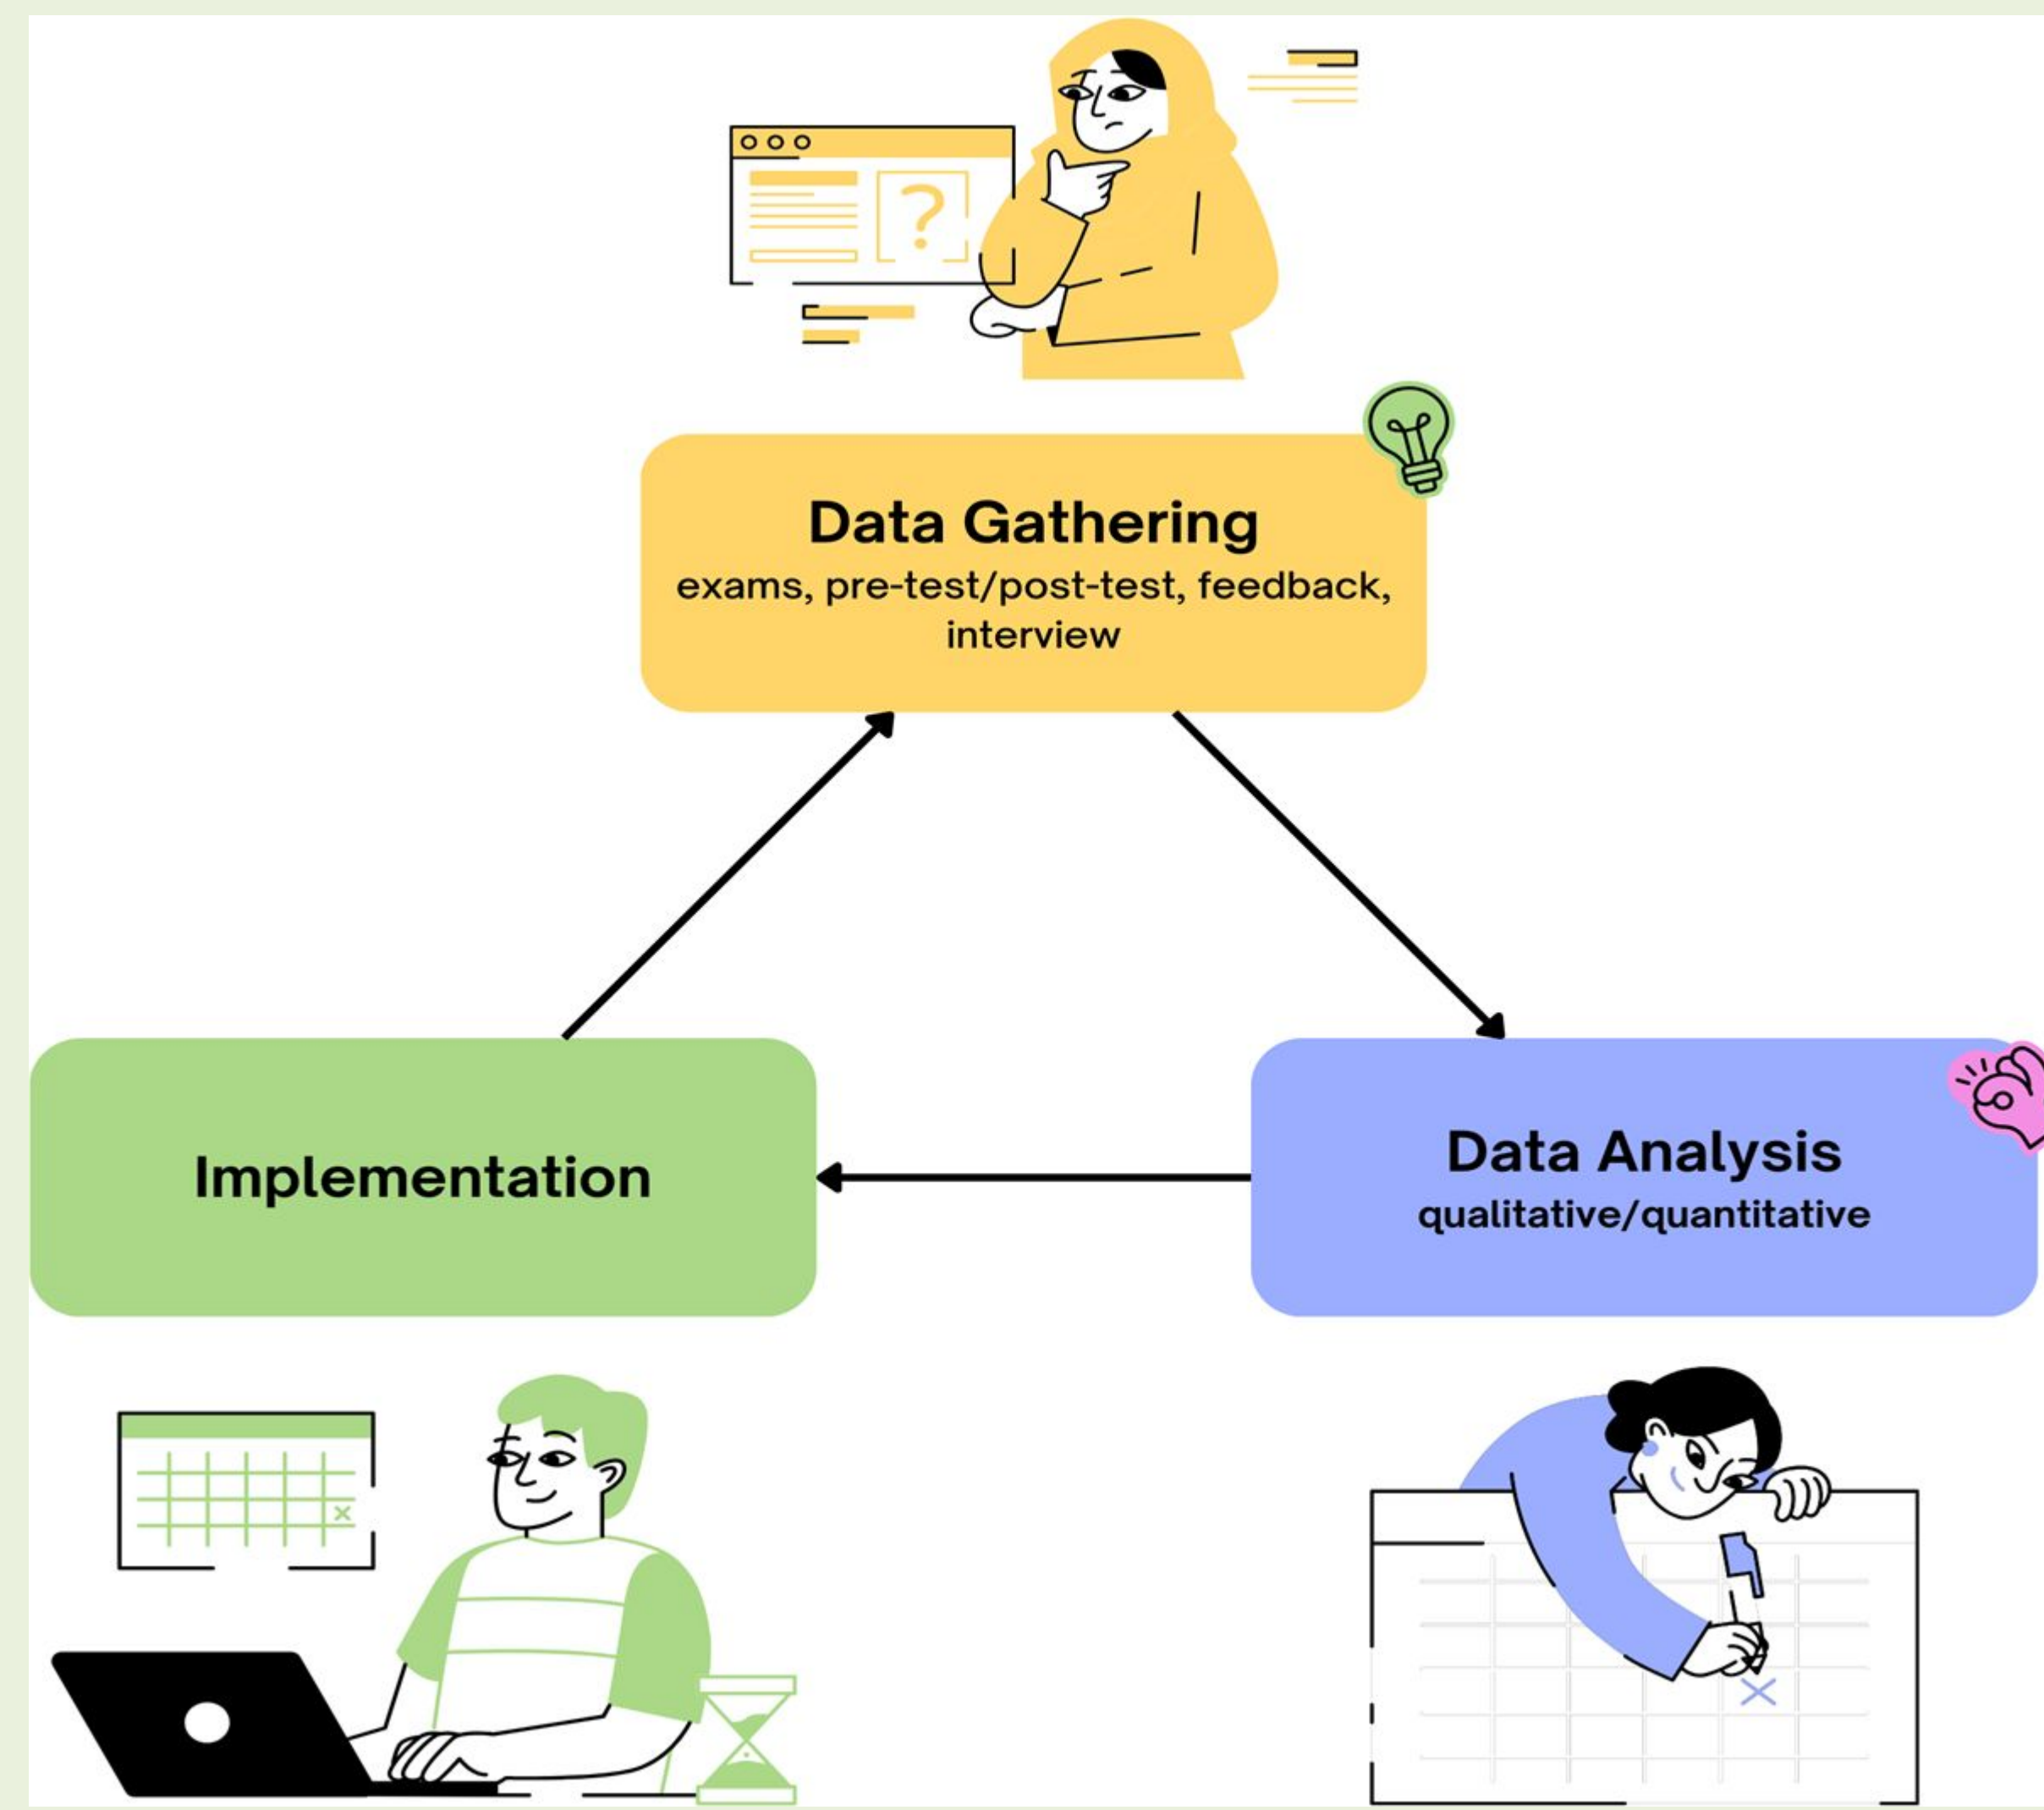 ?
Data Gathering
exams, pre-test/post-test, feedback,
interview
Implementation
Data Analysis
qualitative/quantitative